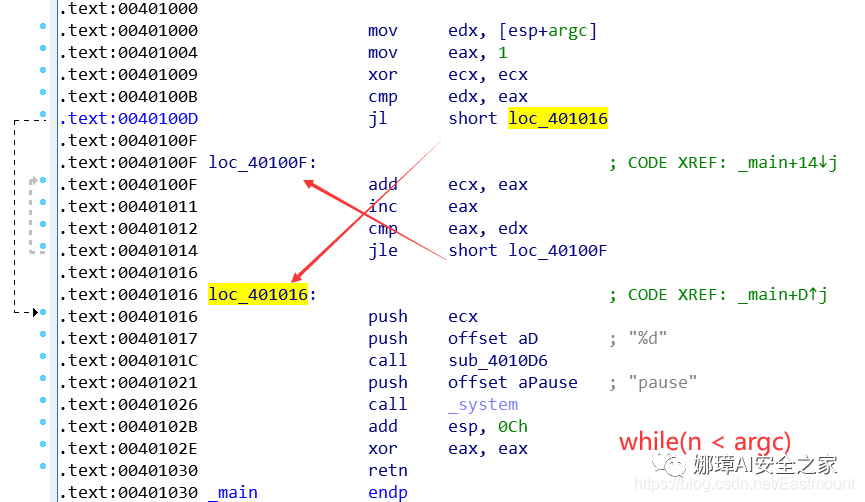 .text:00401000
.text:00401000 mov edx, [esp+argc]
.text:00401004 mov eax, 1
.text:00401009 xor ecx, ecx
.text:0040100B cmp edx, eax
.text:0040100D jl short loc_401016
.text:0040100F
.text:0040100F loc_40100F: ; CODE XREF: _main+14↓j
.text:0040100F add ecx, eax
.text:00401011 inc eax
.text:00401012 cmp eax, edx
.text:00401014 jle short loc_40100F
.text:00401016
.text:00401016 loc_401016: ; CODE XREF: _main+D↑j
.text:00401016 push ecx
.text:00401017 push offset aD ; "%d"
.text:0040101C call sub_4010D6
.text:00401021 push offset aPause ; "pause"
.text:00401026 call _system
.text:0040102B add esp, 0Ch
.text:0040102E xor eax, eax
.text:00401030 retn
.text:00401030 _main endp
while(n < argc)
娜璋AI安全之家
https://blog.csdn.net/Eastmount